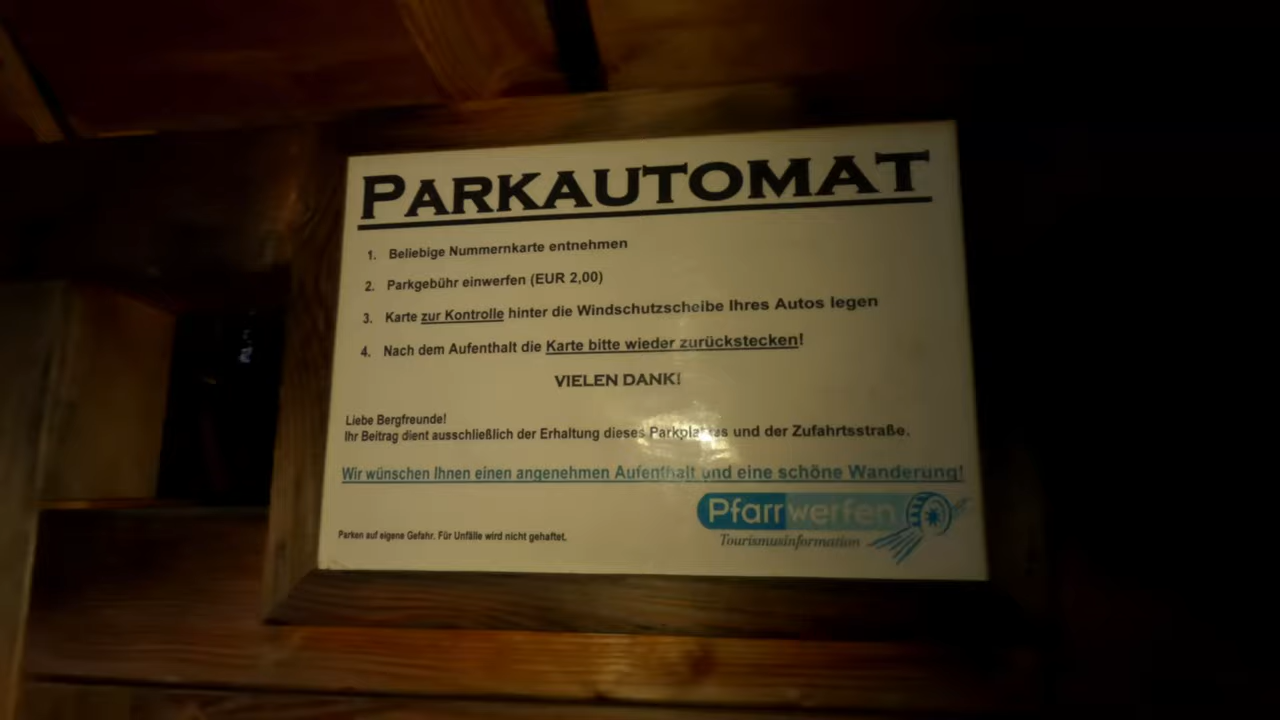 PARKAUTOMAT
1. Beliebige Nummernkarte entnehmen
2. Parkgebühr einwerfen (EUR 2,00)
3. Karte zur Kontrolle hinter die Windschutzscheibe Ihres Autos legen
4. Nach dem Aufenthalt die Karte bitte wieder zurückstecken!
VIELEN DANK!
Liebe Bergfreunde!
Ihr Beitrag dient ausschließlich der Erhaltung dieses Parkplatzes und der Zufahrtsstraße.
Wir wünschen Ihnen einen angenehmen Aufenthalt und eine schöne Wanderung!
Pfarrwerfen
Tourismusinformation
Parken auf eigene Gefahr. Für Unfälle wird nicht gehaftet.